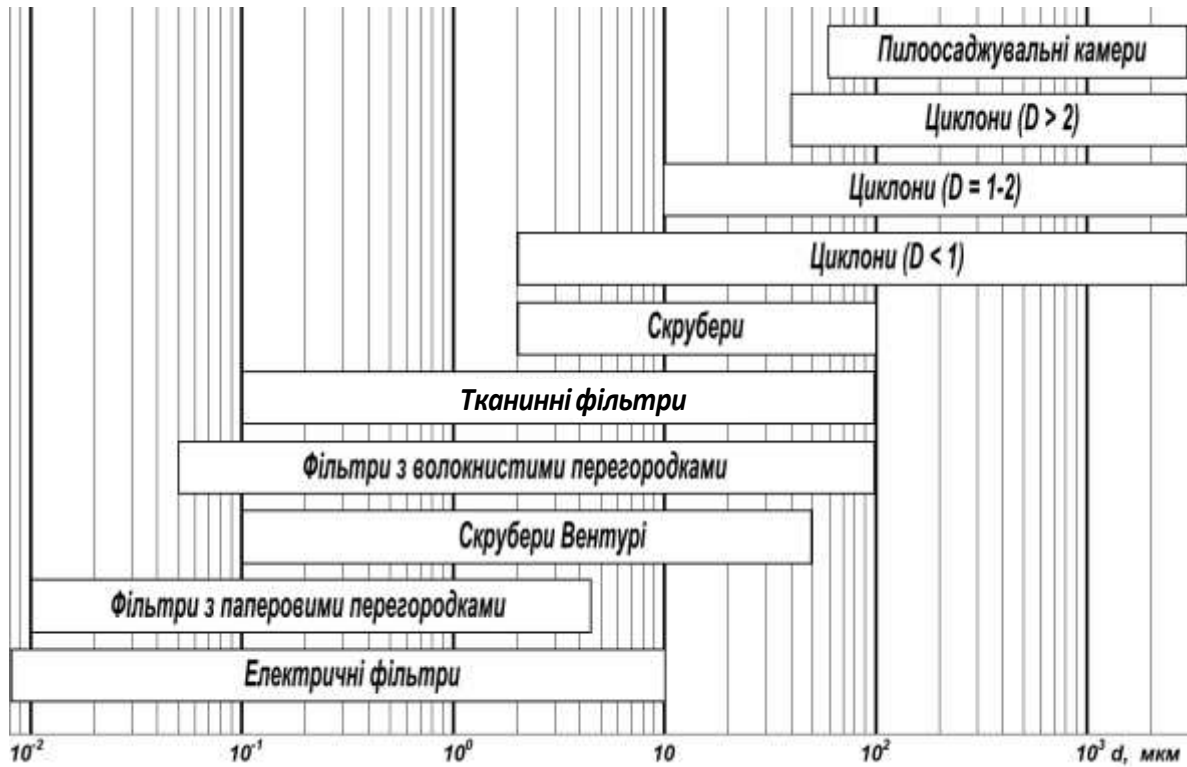 Пилоосаджувальні камери
Циклони (D > 2)
Циклони (D = 1-2)
Циклони (D < 1)
Скрубери
Тканинні фільтри
Фільтри з волокнистими перегородками
Скрубери Вентурі
Фільтри з паперовими перегородками
Електричні фільтри
10⁻² 10⁻¹ 10⁰ 10 10² 10³ d, мкм